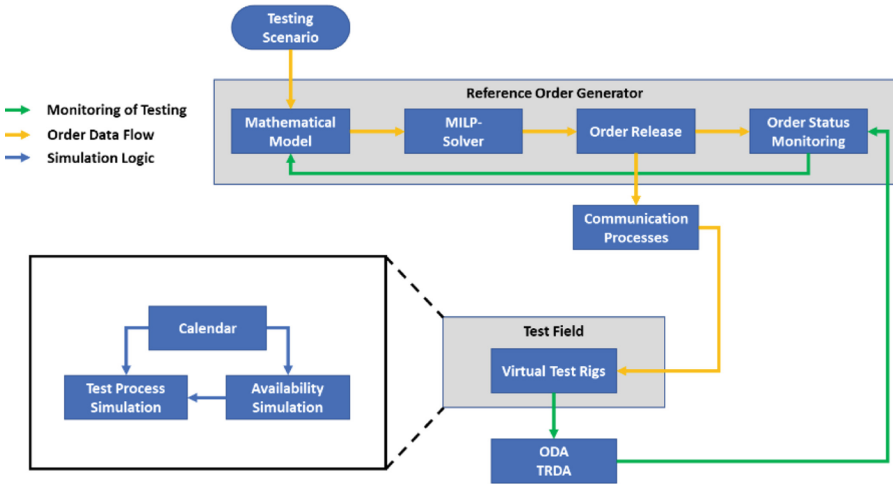 Testing
Scenario
Monitoring of Testing
Order Data Flow
Simulation Logic
Reference Order Generator
Mathematical
Model
MILP-
Solver
Order Release
Order Status
Monitoring
Communication
Processes
Calendar
Test Process
Simulation
Availability
Simulation
Test Field
Virtual Test Rigs
ODA
TRDA